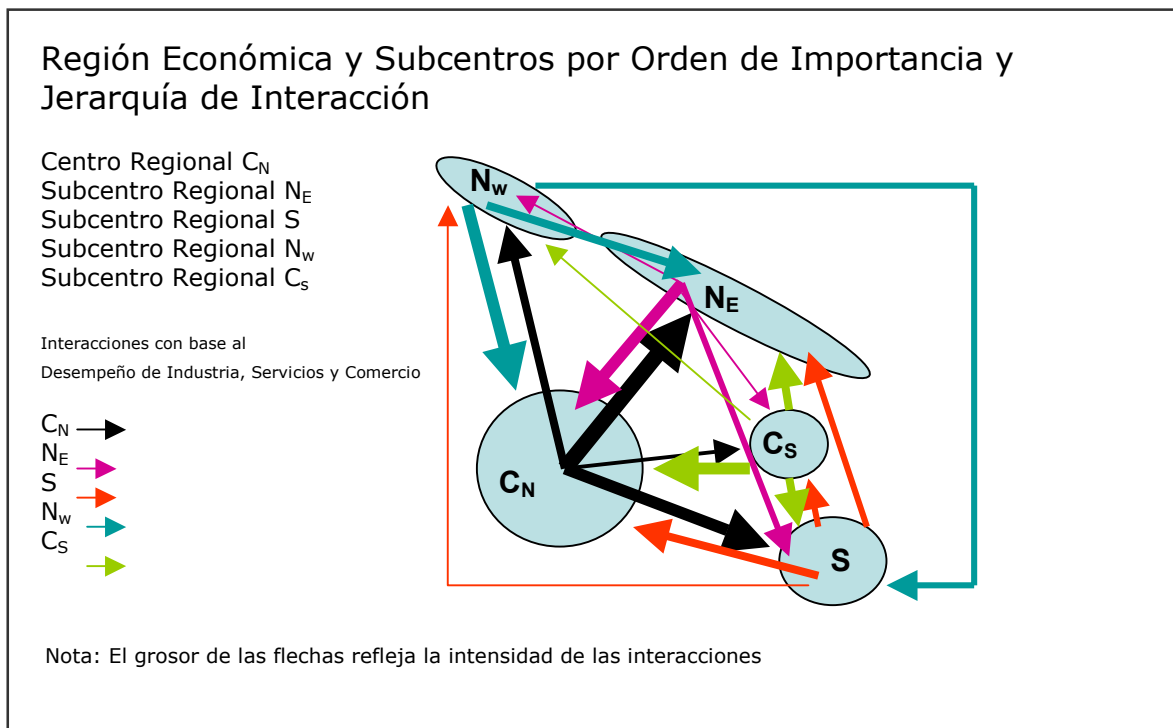 Región Económica y Subcentros por Orden de Importancia y
Jerarquía de Interacción
Centro Regional C_N
Subcentro Regional N_E
Subcentro Regional S
Subcentro Regional N_w
Subcentro Regional C_s
Interacciones con base al
Desempeño de Industria, Servicios y Comercio
C_N
N_E
S
N_w
C_S
N_w
N_E
C_S
C_N
S
Nota: El grosor de las flechas refleja la intensidad de las interacciones